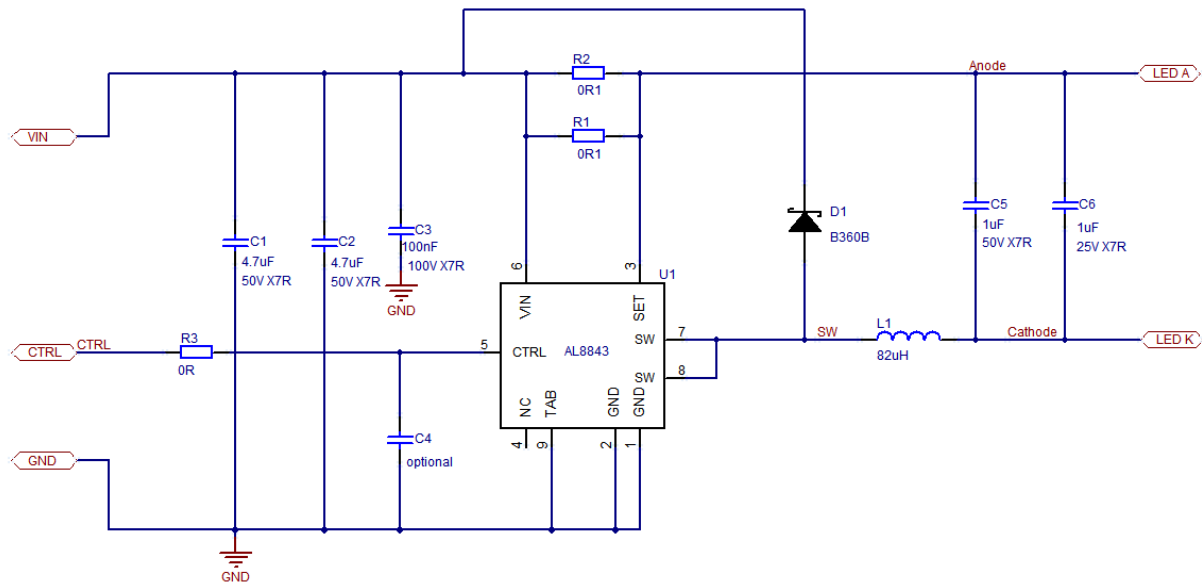 R2
0R1
Anode
LED A
VIN
R1
0R1
C1
4.7uF
50V X7R
C2
4.7uF
50V X7R
C3
100nF
100V X7R
GND
D1
B360B
C5
1uF
50V X7R
C6
1uF
25V X7R
6
3
U1
VIN
SET
CTRL
CTRL
R3
0R
5
CTRL
AL8843
SW
7
SW
8
SW
L1
82uH
Cathode
LED K
NC
TAB
GND
GND
4
9
2
1
C4
optional
GND
GND